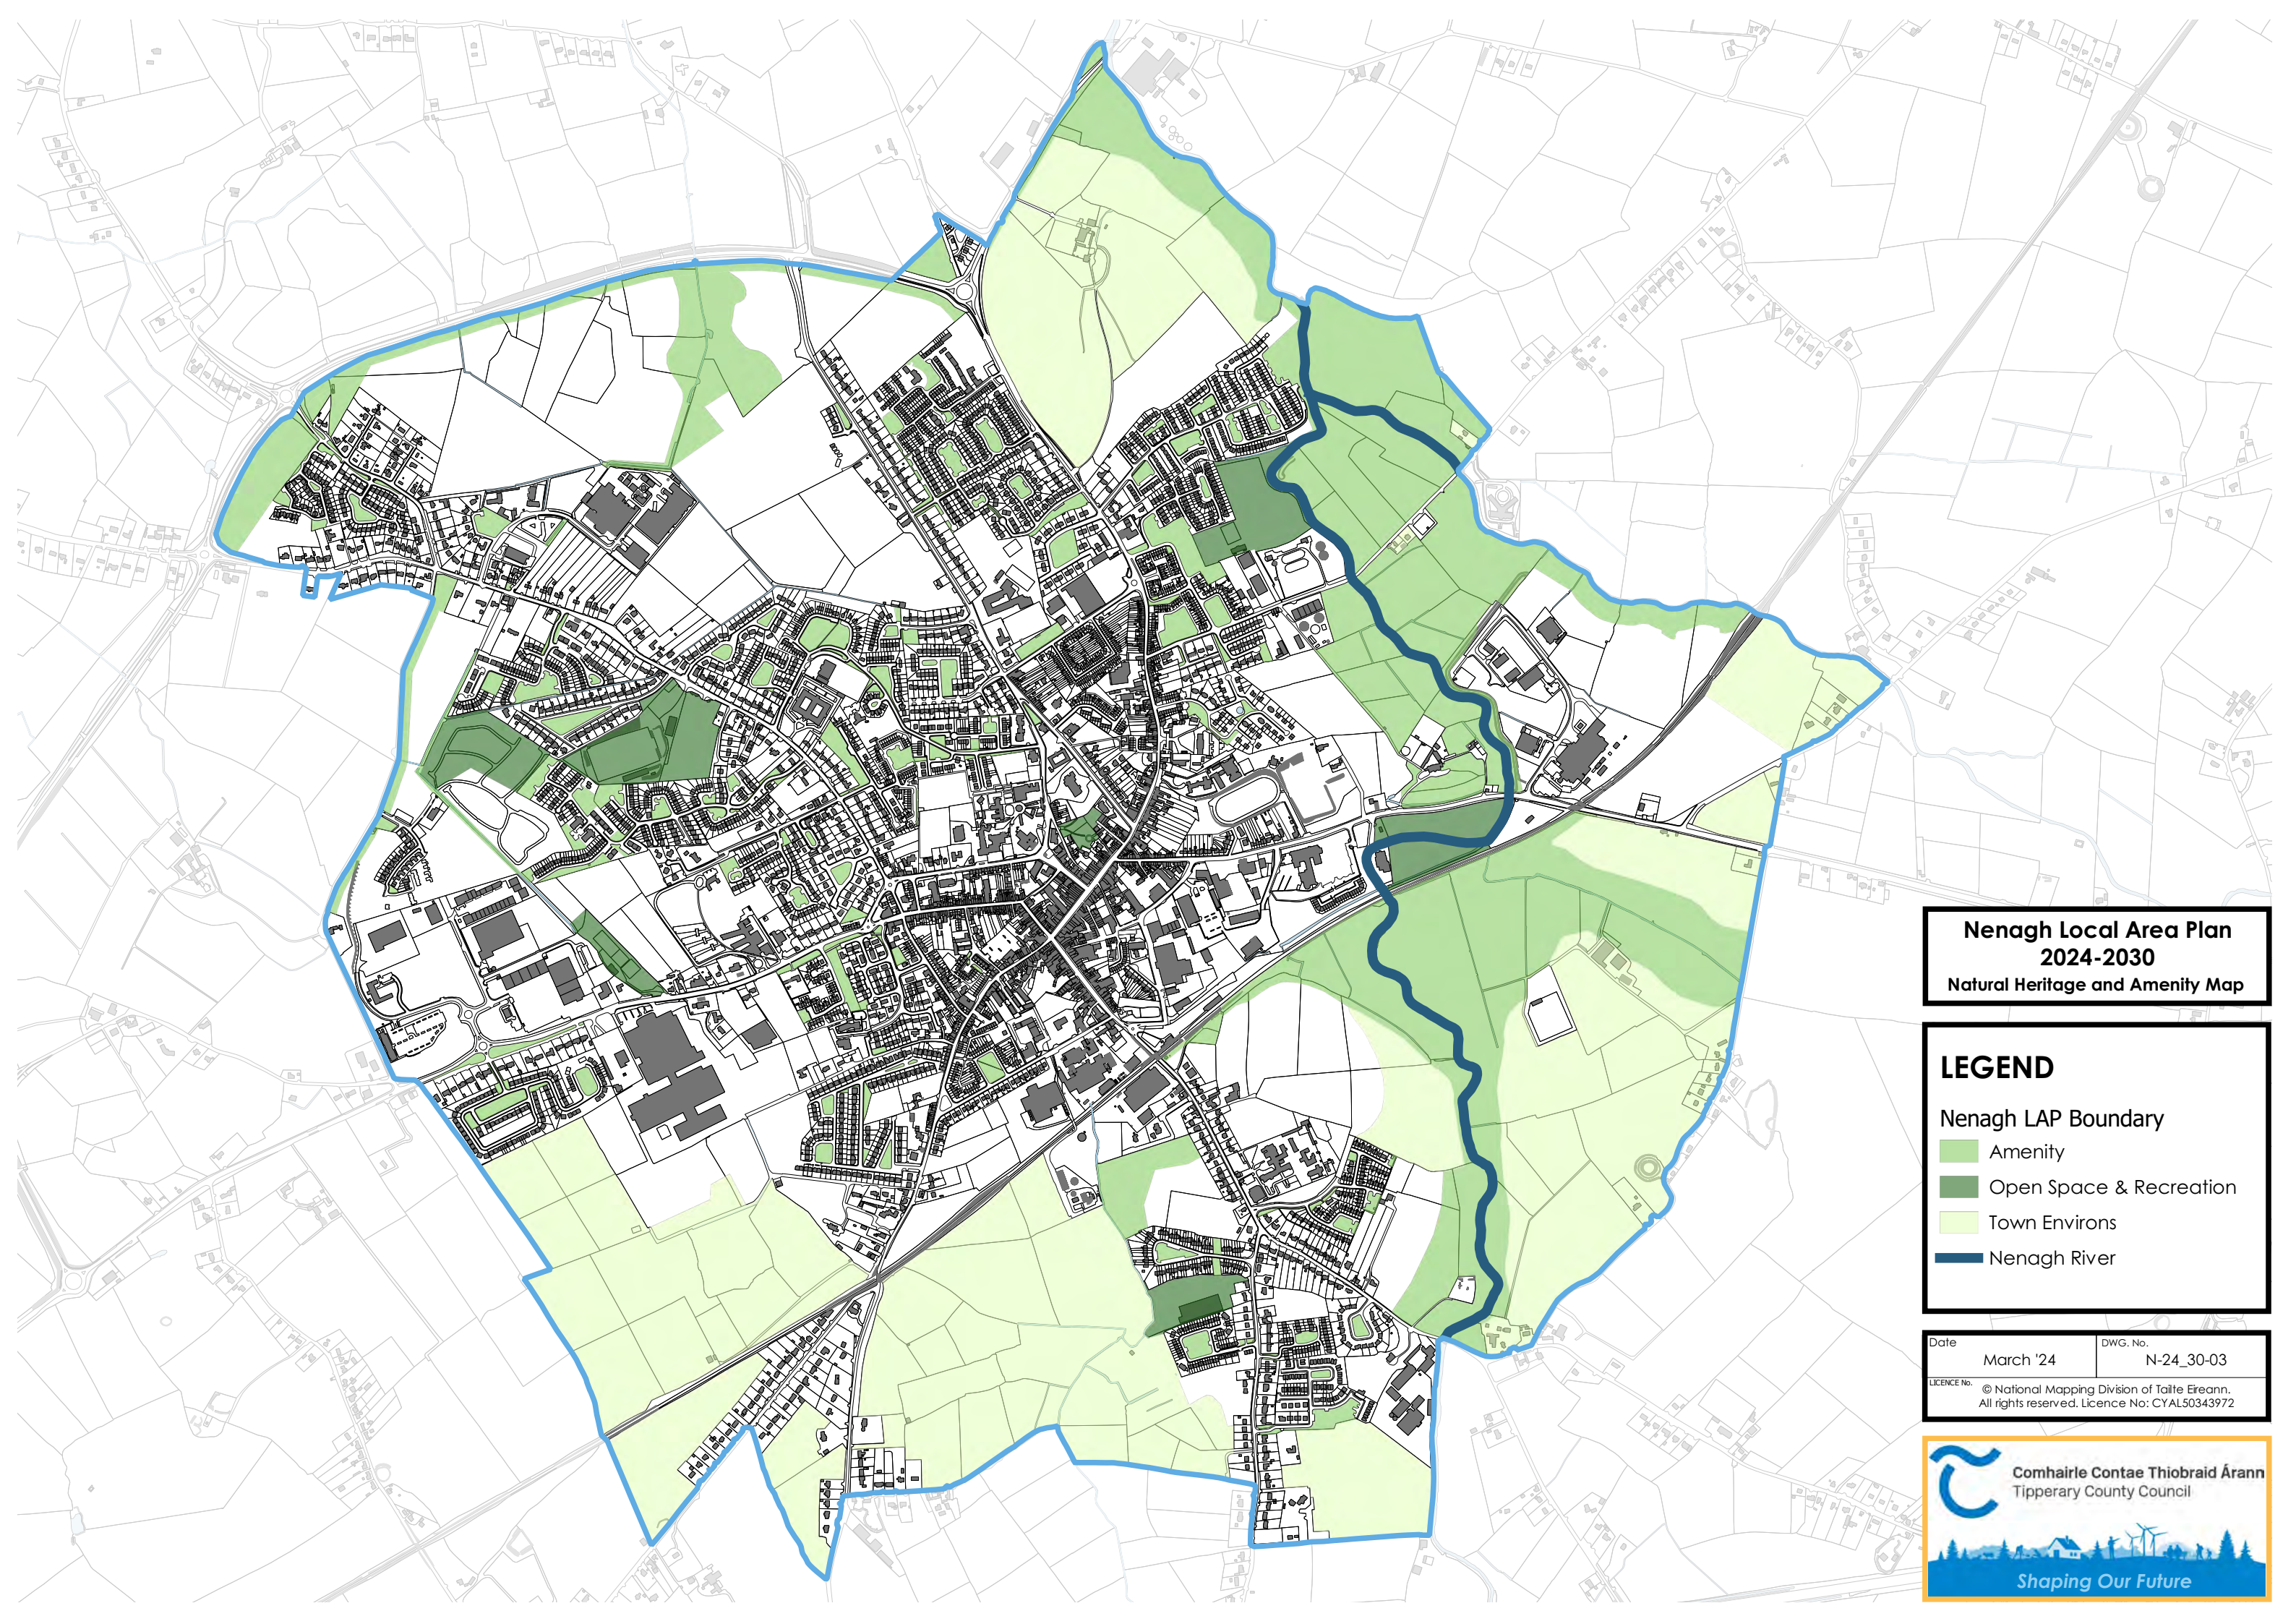 Nenagh Local Area Plan
2024-2030
Natural Heritage and Amenity Map
LEGEND
Nenagh LAP Boundary
Amenity
Open Space & Recreation
Town Environs
Nenagh River
Date
March '24
DWG. No.
N-24_30-03
LICENCE No.
© National Mapping Division of Tailte Eireann.
All rights reserved. Licence No: CYAL50343972
Comhairle Contae Thiobraid Árann
Tipperary County Council
Shaping Our Future